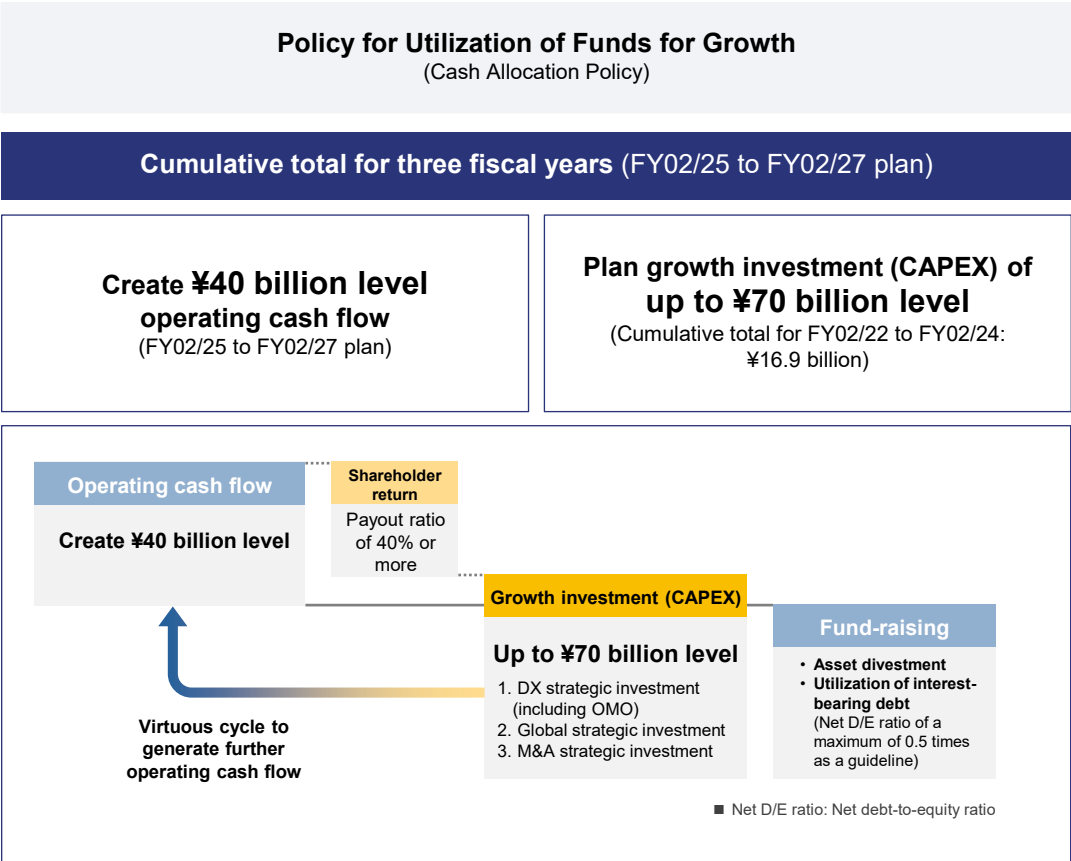 Policy for Utilization of Funds for Growth
(Cash Allocation Policy)
Cumulative total for three fiscal years (FY02/25 to FY02/27 plan)
Create ¥40 billion level
operating cash flow
(FY02/25 to FY02/27 plan)
Plan growth investment (CAPEX) of
up to ¥70 billion level
(Cumulative total for FY02/22 to FY02/24:
¥16.9 billion)
Operating cash flow
Create ¥40 billion level
Shareholder
return
Payout ratio
of 40% or
more
Growth investment (CAPEX)
Up to ¥70 billion level
1. DX strategic investment
(including OMO)
2. Global strategic investment
3. M&A strategic investment
Fund-raising
• Asset divestment
• Utilization of interest-
bearing debt
(Net D/E ratio of a
maximum of 0.5 times
as a guideline)
Virtuous cycle to
generate further
operating cash flow
■ Net D/E ratio: Net debt-to-equity ratio